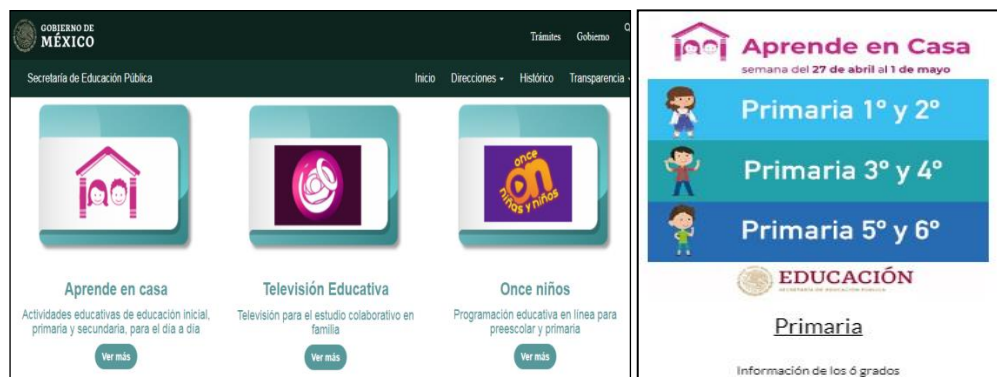 GOBIERNO DE
MÉXICO
Trámites Gobierno
Secretaría de Educación Pública
Inicio Direcciones Histórico Transparencia
once
on
niñas y niños
Aprende en casa
Actividades educativas de educación inicial,
primaria y secundaria, para el día a día
Ver más
Televisión Educativa
Televisión para el estudio colaborativo en
familia
Ver más
Once niños
Programación educativa en línea para
preescolar y primaria
Ver más
Aprende en Casa
semana del 27 de abril al 1 de mayo
Primaria 1° y 2°
Primaria 3° y 4°
Primaria 5° y 6°
EDUCACIÓN
SECRETARÍA DE EDUCACIÓN PÚBLICA
Primaria
Información de los 6 grados